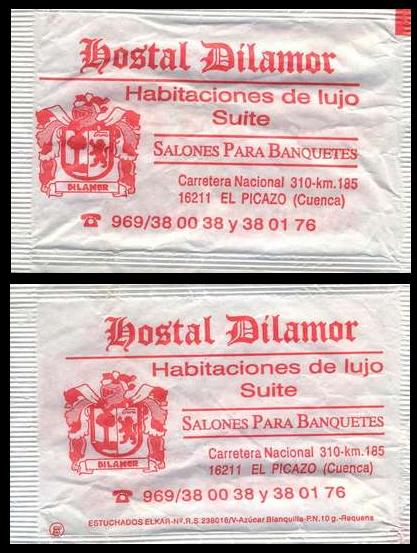 Hostal Dilamor
Habitaciones de lujo
Suite
SALONES PARA BANQUETES
Carretera Nacional 310-km.185
16211 EL PICAZO (Cuenca)
DILAMOR
☎ 969/38 00 38 y 38 01 76
Hostal Dilamor
Habitaciones de lujo
Suite
SALONES PARA BANQUETES
Carretera Nacional 310-km.185
16211 EL PICAZO (Cuenca)
DILAMOR
☎ 969/38 00 38 y 38 01 76
ESTUCHADOS ELKAR-Nº.R.S 238016/V-Azúcar Blanquilla-P.N.10 g.-Requena